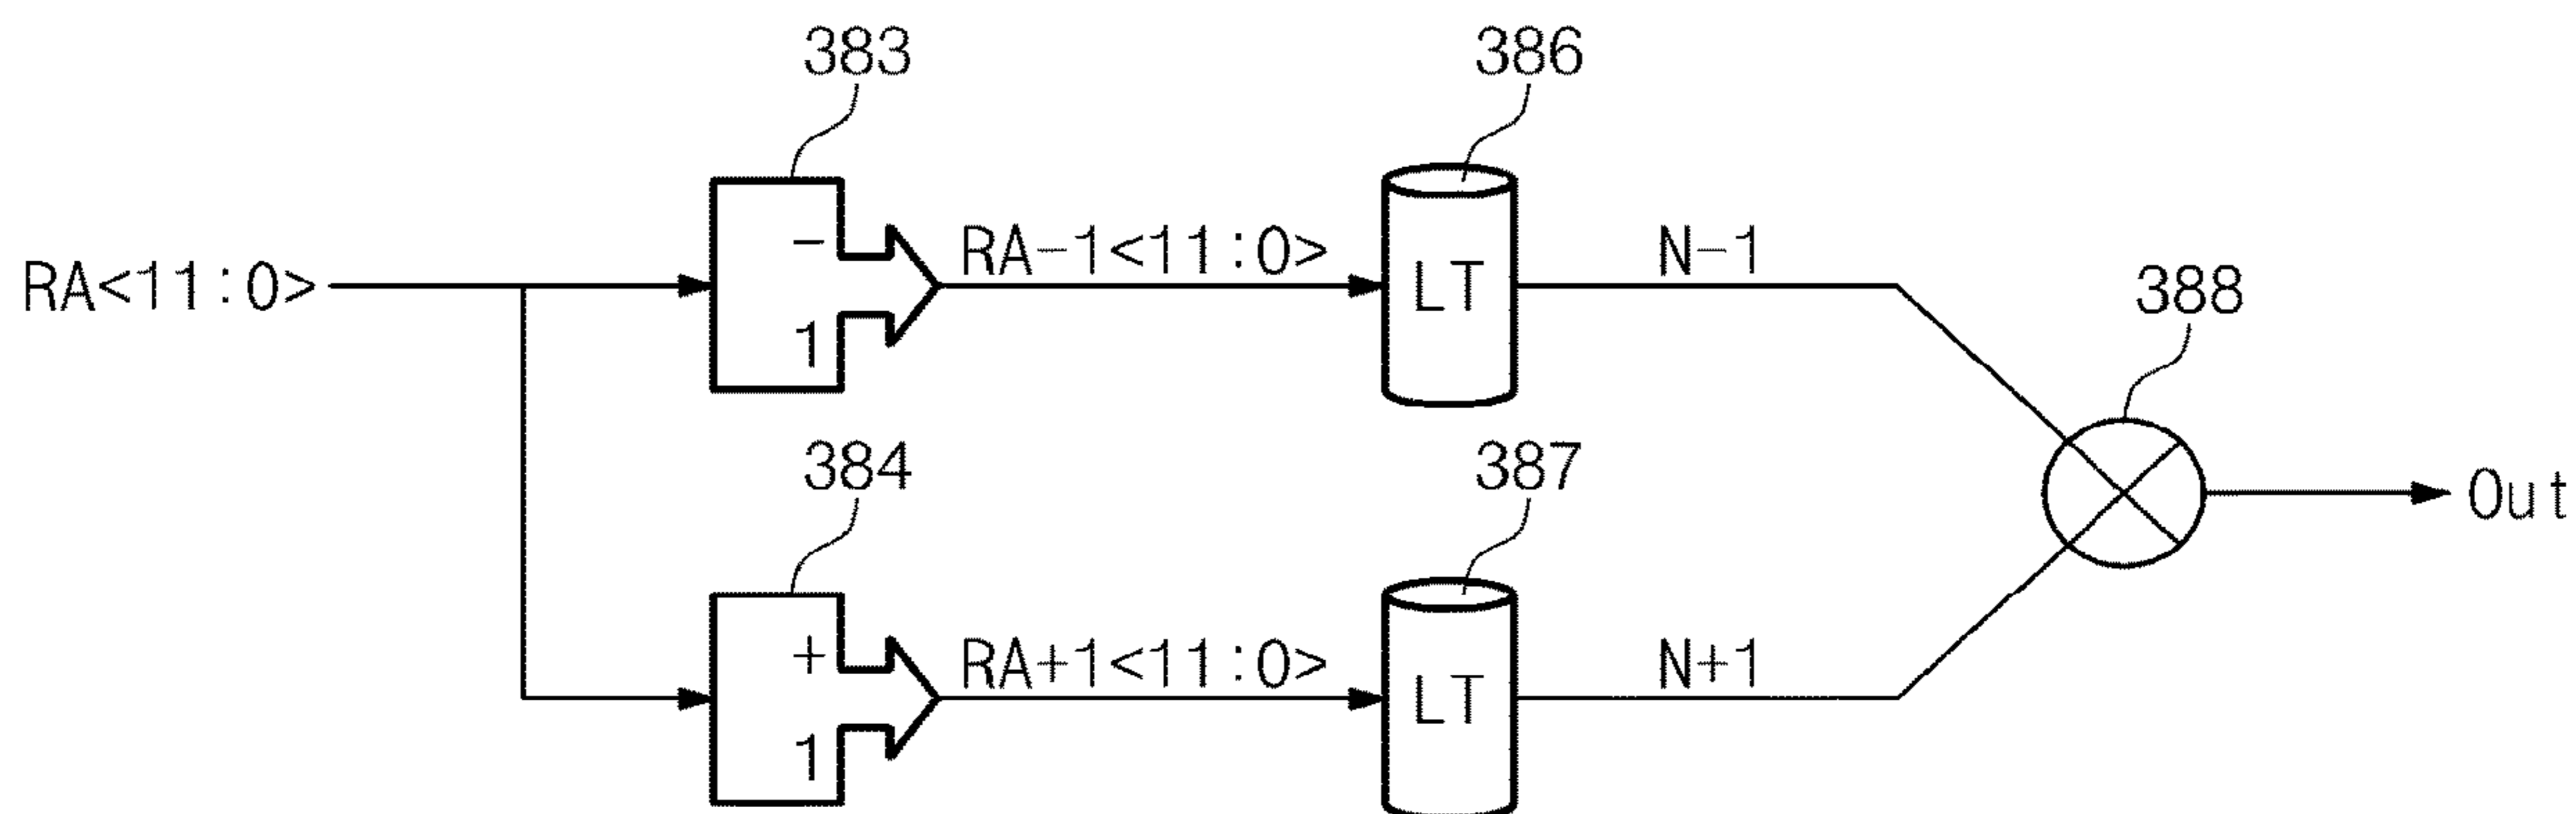 383
386
RA<11:0>
-
1
RA-1<11:0>
LT
N-1
388
384
387
Out
+
1
RA+1<11:0>
LT
N+1